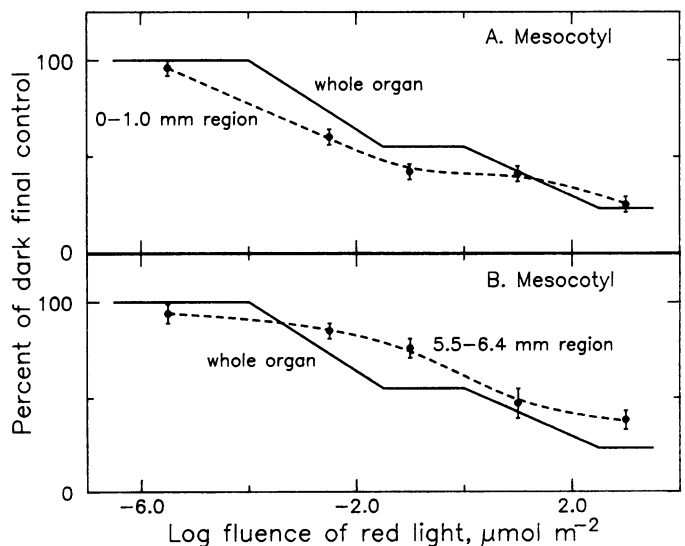 A. Mesocotyl
100
whole organ
0–1.0 mm region
0
B. Mesocotyl
100
5.5–6.4 mm region
whole organ
0
-6.0
-2.0
2.0
Log fluence of red light, μmol m⁻²
Percent of dark final control